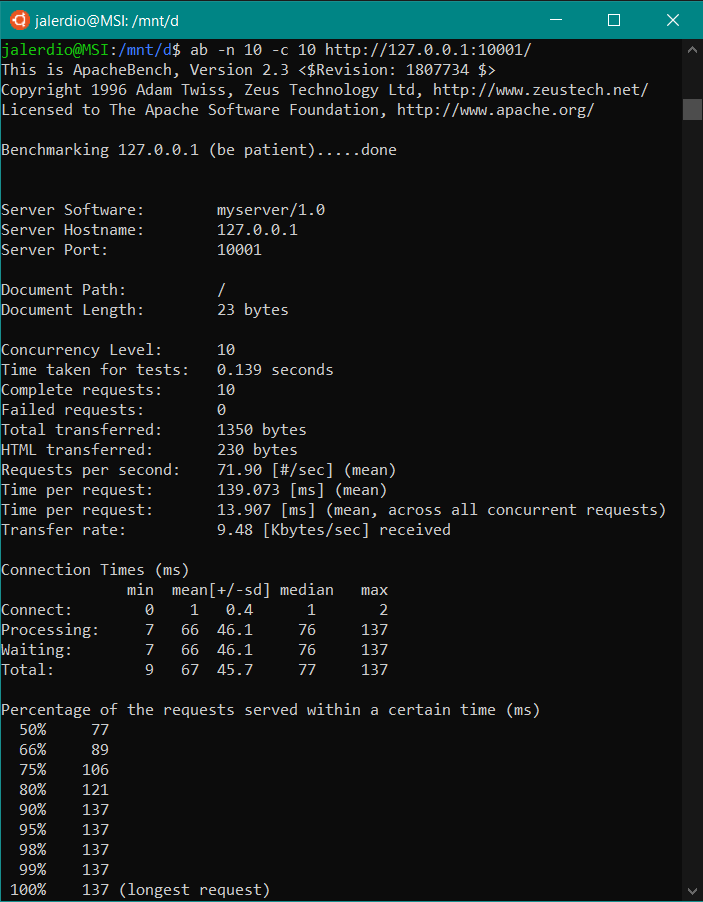 jalerdio@MSI: /mnt/d
jalerdio@MSI:/mnt/d$ ab -n 10 -c 10 http://127.0.0.1:10001/
This is ApacheBench, Version 2.3 <$Revision: 1807734 $>
Copyright 1996 Adam Twiss, Zeus Technology Ltd, http://www.zeustech.net/
Licensed to The Apache Software Foundation, http://www.apache.org/

Benchmarking 127.0.0.1 (be patient).....done


Server Software:        myserver/1.0
Server Hostname:        127.0.0.1
Server Port:            10001

Document Path:          /
Document Length:        23 bytes

Concurrency Level:      10
Time taken for tests:   0.139 seconds
Complete requests:      10
Failed requests:        0
Total transferred:      1350 bytes
HTML transferred:       230 bytes
Requests per second:    71.90 [#/sec] (mean)
Time per request:       139.073 [ms] (mean)
Time per request:       13.907 [ms] (mean, across all concurrent requests)
Transfer rate:          9.48 [Kbytes/sec] received

Connection Times (ms)
              min  mean[+/-sd] median   max
Connect:        0    1   0.4      1       2
Processing:     7   66  46.1     76     137
Waiting:        7   66  46.1     76     137
Total:          9   67  45.7     77     137

Percentage of the requests served within a certain time (ms)
  50%     77
  66%     89
  75%    106
  80%    121
  90%    137
  95%    137
  98%    137
  99%    137
 100%    137 (longest request)